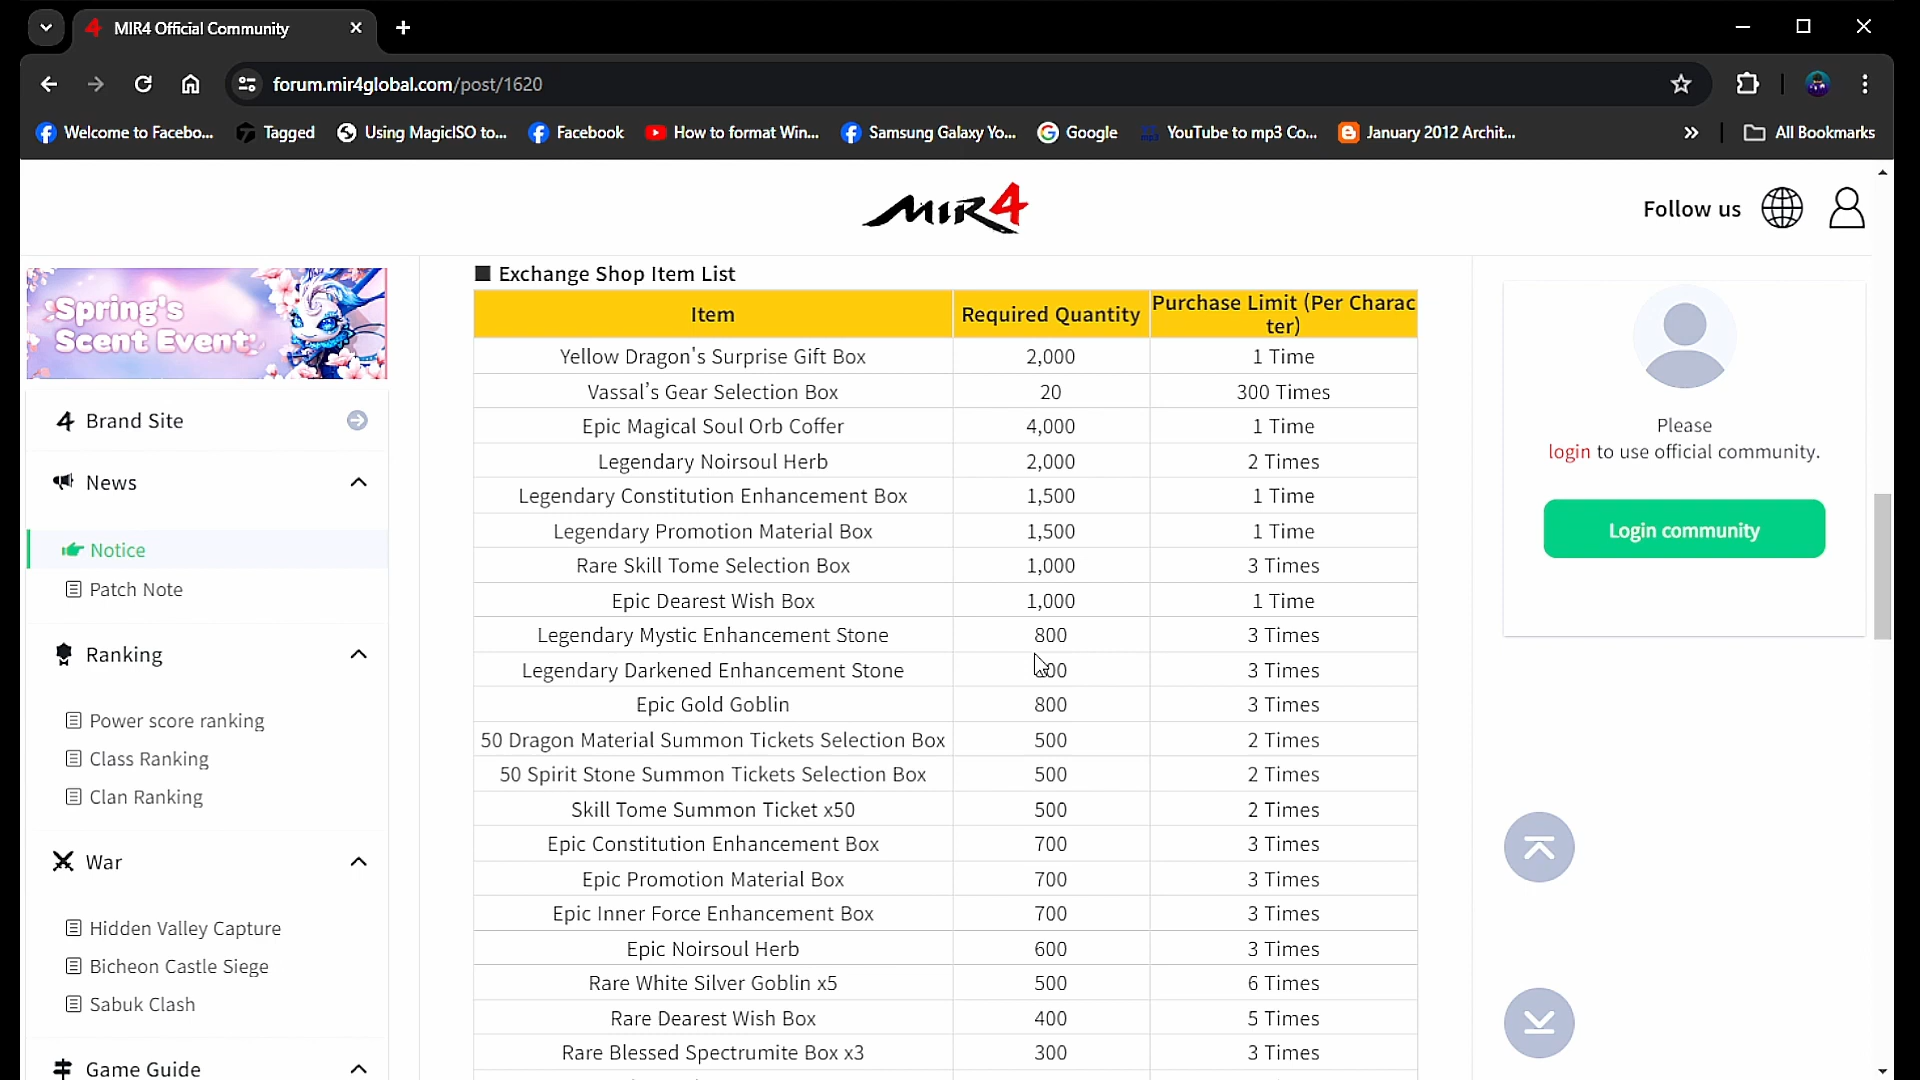 MIR4 Official Community
forum.mir4global.com/post/1620
Welcome to Facebo...
Tagged
Using MagicISO to...
Facebook
How to format Win...
Samsung Galaxy Yo...
Google
YouTube to mp3 Co...
January 2012 Archit...
All Bookmarks
MIR4
Follow us
Spring's
Scent Event
Brand Site
News
Notice
Patch Note
Ranking
Power score ranking
Class Ranking
Clan Ranking
War
Hidden Valley Capture
Bicheon Castle Siege
Sabuk Clash
Game Guide
■ Exchange Shop Item List
Item Required Quantity Purchase Limit (Per Charac
ter)
Yellow Dragon's Surprise Gift Box 2,000 1 Time
Vassal’s Gear Selection Box 20 300 Times
Epic Magical Soul Orb Coffer 4,000 1 Time
Legendary Noirsoul Herb 2,000 2 Times
Legendary Constitution Enhancement Box 1,500 1 Time
Legendary Promotion Material Box 1,500 1 Time
Rare Skill Tome Selection Box 1,000 3 Times
Epic Dearest Wish Box 1,000 1 Time
Legendary Mystic Enhancement Stone 800 3 Times
Legendary Darkened Enhancement Stone 3 Times
Epic Gold Goblin 800 3 Times
50 Dragon Material Summon Tickets Selection Box 500 2 Times
50 Spirit Stone Summon Tickets Selection Box 500 2 Times
Skill Tome Summon Ticket x50 500 2 Times
Epic Constitution Enhancement Box 700 3 Times
Epic Promotion Material Box 700 3 Times
Epic Inner Force Enhancement Box 700 3 Times
Epic Noirsoul Herb 600 3 Times
Rare White Silver Goblin x5 500 6 Times
Rare Dearest Wish Box 400 5 Times
Rare Blessed Spectrumite Box x3 300 3 Times
Please
login to use official community.
Login community